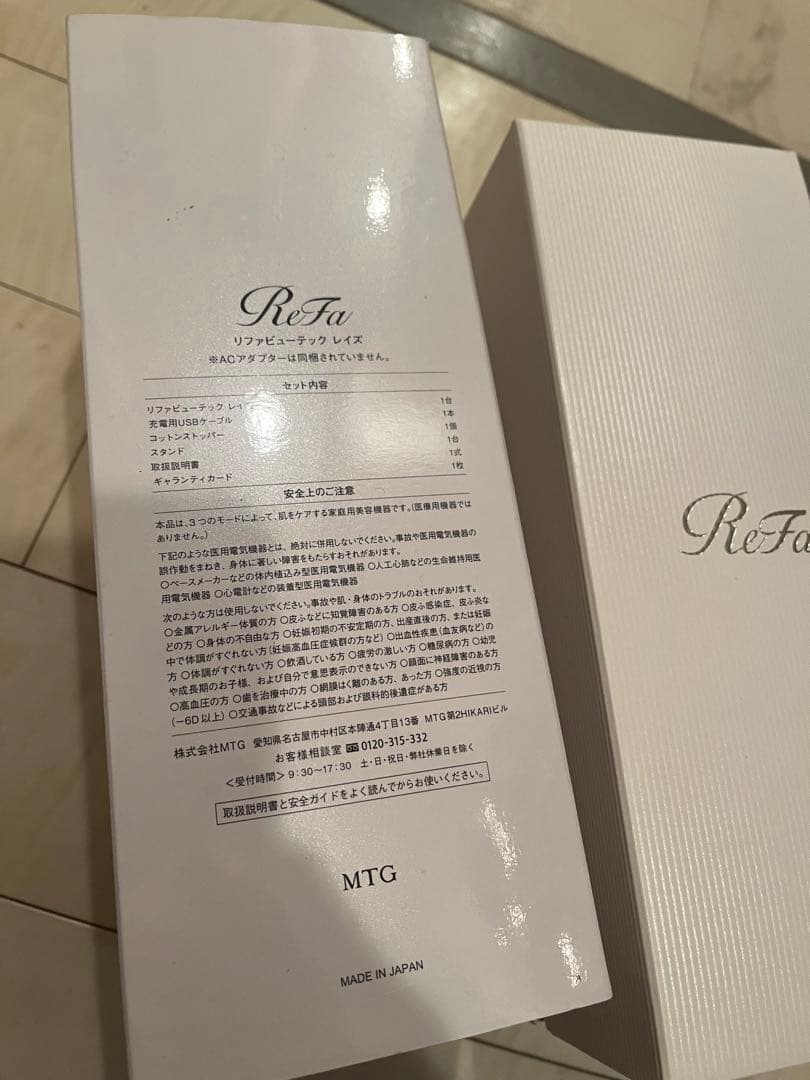 ReFa
リファビューテック レイズ
※ACアダプターは同梱されていません。
セット内容
リファビューテック レイ 1台
充電用USBケーブル 1本
コットンストッパー 1個
スタンド 1台
取扱説明書 1式
ギャランティカード 1枚
安全上のご注意
本品は、3つのモードによって、肌をケアする家庭用美容機器です。(医療用機器では
ありません。)
下記のような医用電気機器とは、絶対に併用しないでください。事故や医用電気機器の
誤作動をまねき、身体に著しい障害をもたらすおそれがあります。
○ペースメーカーなどの体内植込み型医用電気機器 ○人工心肺などの生命維持用医
用電気機器 ○心電計などの装着型医用電気機器
次のような方は使用しないでください。事故や肌・身体のトラブルのおそれがあります。
○金属アレルギー体質の方 ○皮ふなどに知覚障害のある方 ○皮ふ感染症、皮ふ炎な
どの方 ○身体の不自由な方 ○妊娠初期の不安定期の方、出産直後の方、または妊娠
中で体調がすぐれない方(妊娠高血圧症候群の方など) ○出血性疾患(血友病など)の
方 ○体調がすぐれない方 ○飲酒している方 ○疲労の激しい方 ○糖尿病の方 ○幼児
や成長期のお子様、および自分で意思表示のできない方 ○顔面に神経障害のある方
○高血圧の方 ○歯を治療中の方 ○網膜はく離のある方、あった方 ○強度の近視の方
(−6D以上) ○交通事故などによる頭部および眼科的後遺症がある方
株式会社MTG 愛知県名古屋市中村区本陣通4丁目13番 MTG第2HIKARIビル
お客様相談室 0120-315-332
<受付時間> 9:30〜17:30 土・日・祝日・弊社休業日を除く
取扱説明書と安全ガイドをよく読んでからお使いください。
MTG
MADE IN JAPAN
ReFa